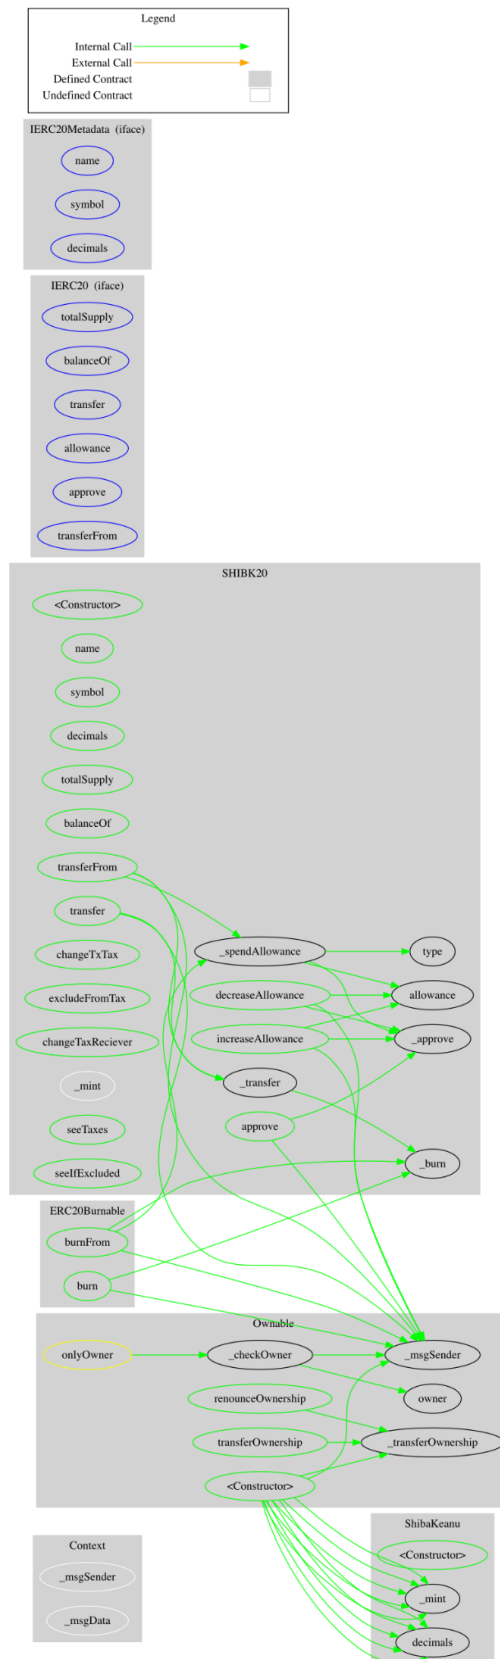 Legend
Internal Call
External Call
Defined Contract
Undefined Contract
IERC20Metadata (iface)
name
symbol
decimals
IERC20 (iface)
totalSupply
balanceOf
transfer
allowance
approve
transferFrom
SHIBK20
<Constructor>
name
symbol
decimals
totalSupply
balanceOf
transferFrom
transfer
changeTxTax
_spendAllowance
type
excludeFromTax
decreaseAllowance
allowance
changeTaxReciever
increaseAllowance
_approve
_mint
_transfer
seeTaxes
approve
seeIfExcluded
_burn
ERC20Burnable
burnFrom
burn
Ownable
onlyOwner
_checkOwner
_msgSender
renounceOwnership
owner
transferOwnership
_transferOwnership
<Constructor>
ShibaKeanu
<Constructor>
_mint
decimals
Context
_msgSender
_msgData